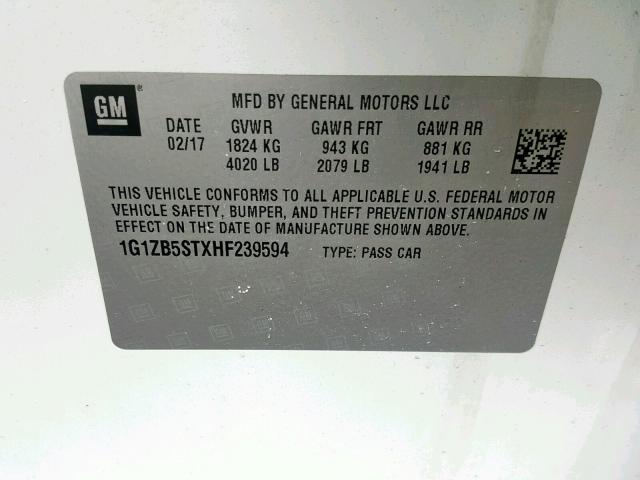 GM ®
MFD BY GENERAL MOTORS LLC
DATE GVWR GAWR FRT GAWR RR
02/17 1824 KG 943 KG 881 KG
4020 LB 2079 LB 1941 LB
THIS VEHICLE CONFORMS TO ALL APPLICABLE U.S. FEDERAL MOTOR
VEHICLE SAFETY, BUMPER, AND THEFT PREVENTION STANDARDS IN
EFFECT ON THE DATE OF MANUFACTURE SHOWN ABOVE.
1G1ZB5STXHF239594 TYPE: PASS CAR